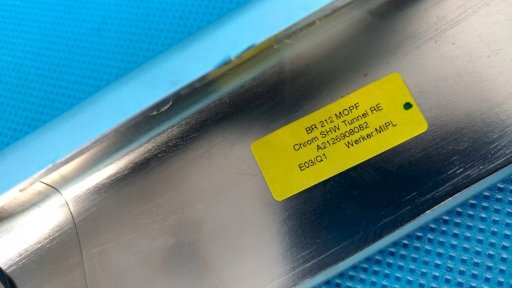 BR 212 MOPF
Chrom SHW Tunnel RE
A2126908082
E03/Q1 Werker:MIPL